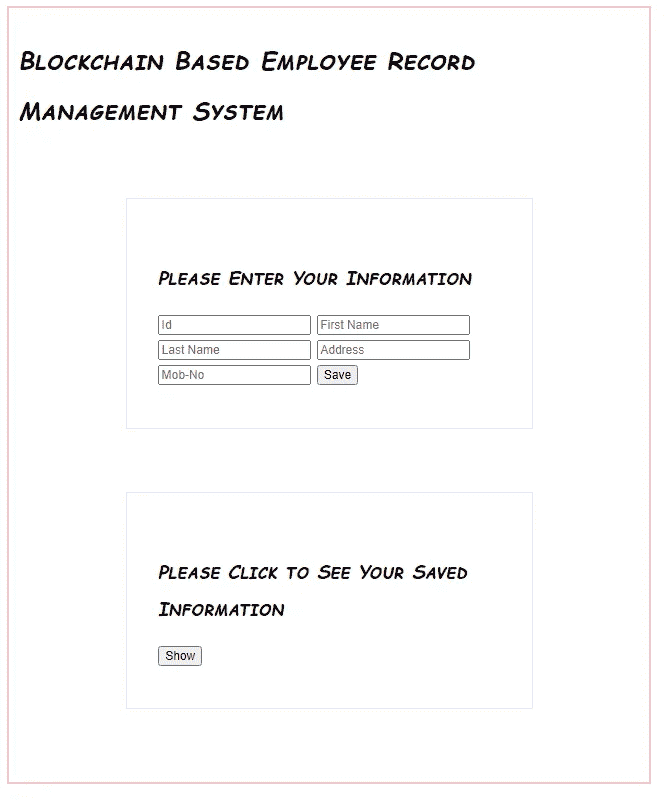 Blockchain Based Employee Record
Management System
Please Enter Your Information
Id First Name
Last Name Address
Mob-No Save
Please Click to See Your Saved
Information
Show